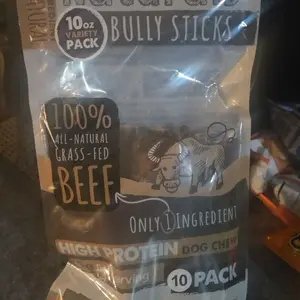 10oz
VARIETY
PACK
BULLY STICKS
100%
ALL-NATURAL
GRASS-FED
BEEF
ONLY 1 INGREDIENT
HIGH PROTEIN DOG CHEW
10 PACK